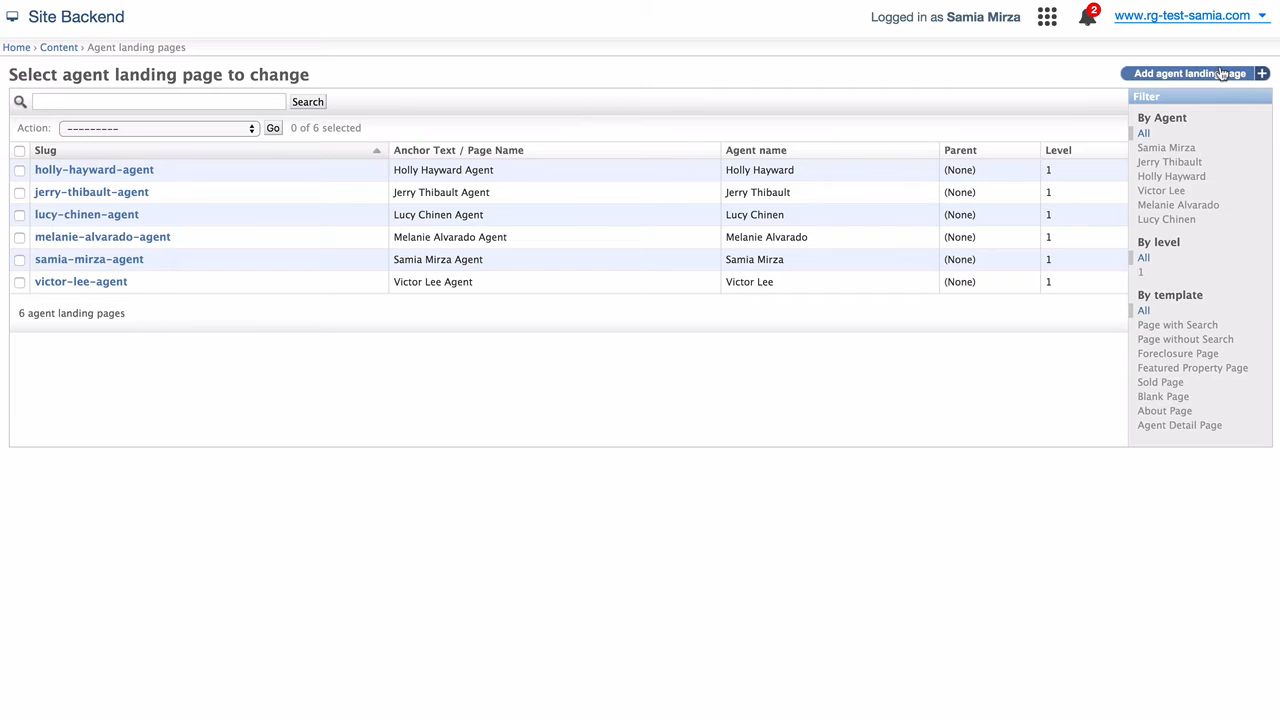 Site Backend
Logged in as Samia Mirza
2
www.rg-test-samia.com
Home › Content › Agent landing pages
Select agent landing page to change
Add agent landing page +
Search
Filter
Action: --------- Go 0 of 6 selected
By Agent
All
Samia Mirza
Jerry Thibault
Holly Hayward
Victor Lee
Melanie Alvarado
Lucy Chinen
By level
All
1
By template
All
Page with Search
Page without Search
Foreclosure Page
Featured Property Page
Sold Page
Blank Page
About Page
Agent Detail Page
Slug Anchor Text / Page Name Agent name Parent Level
holly-hayward-agent Holly Hayward Agent Holly Hayward (None) 1
jerry-thibault-agent Jerry Thibault Agent Jerry Thibault (None) 1
lucy-chinen-agent Lucy Chinen Agent Lucy Chinen (None) 1
melanie-alvarado-agent Melanie Alvarado Agent Melanie Alvarado (None) 1
samia-mirza-agent Samia Mirza Agent Samia Mirza (None) 1
victor-lee-agent Victor Lee Agent Victor Lee (None) 1
6 agent landing pages